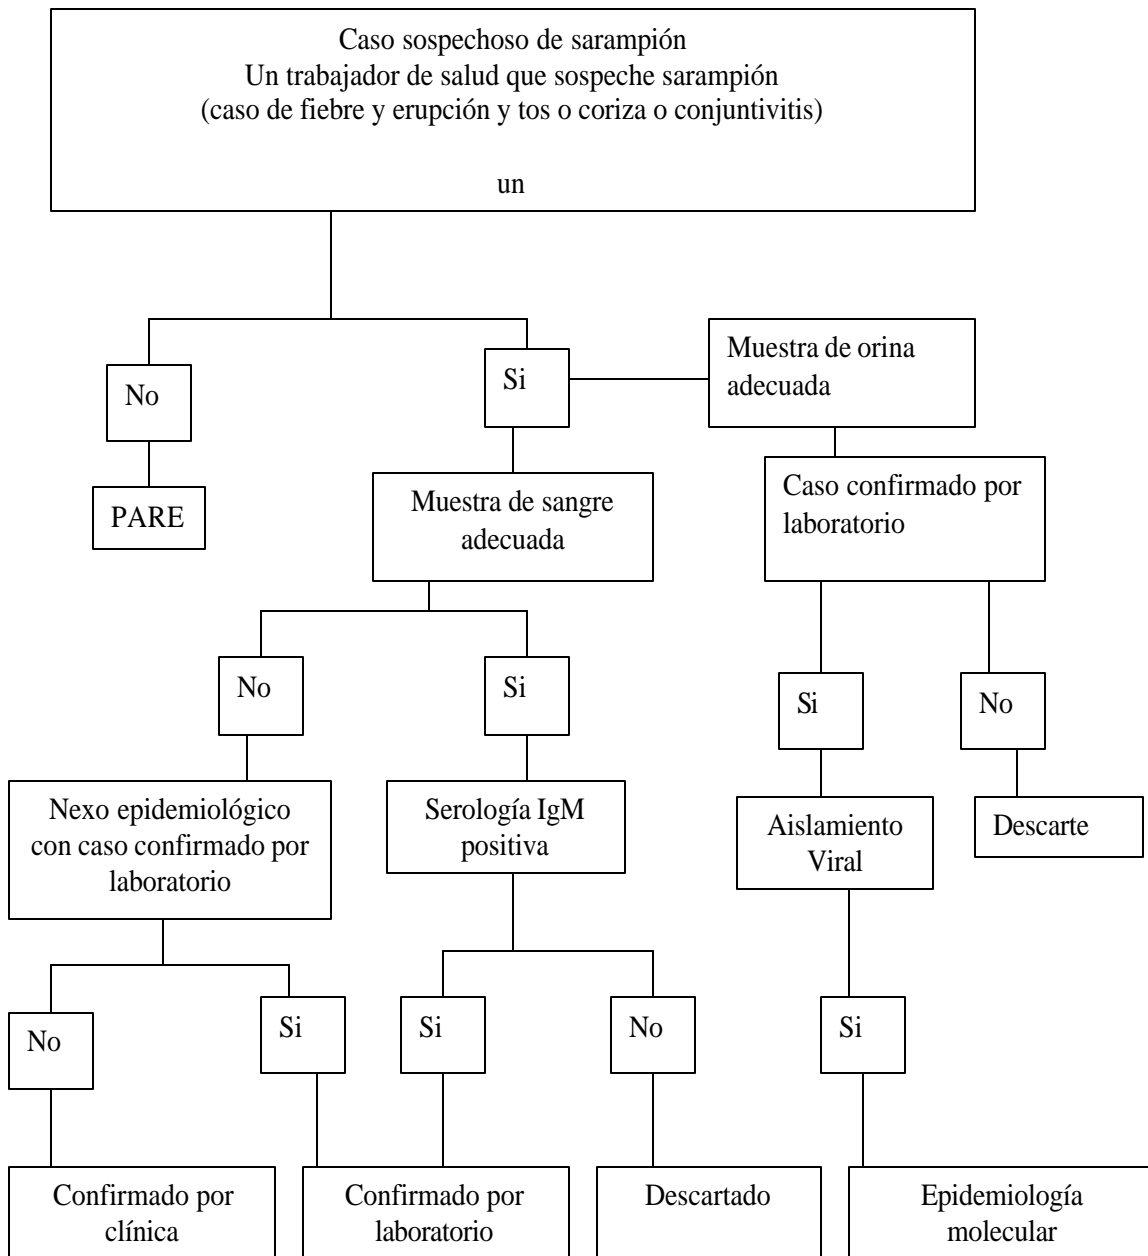 Caso sospechoso de sarampión
Un trabajador de salud que sospeche sarampión
(caso de fiebre y erupción y tos o coriza o conjuntivitis)
un
No
Si
Muestra de orina
adecuada
PARE
Muestra de sangre
adecuada
Caso confirmado por
laboratorio
No
Si
Si
No
Nexo epidemiológico
con caso confirmado por
laboratorio
Serología IgM
positiva
Aislamiento
Viral
Descarte
No
Si
Si
No
Si
Confirmado por
clínica
Confirmado por
laboratorio
Descartado
Epidemiología
molecular